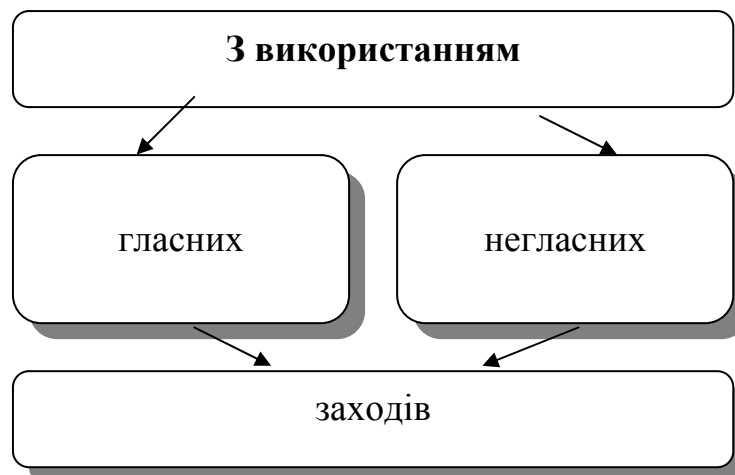 З використанням
гласних
негласних
заходів